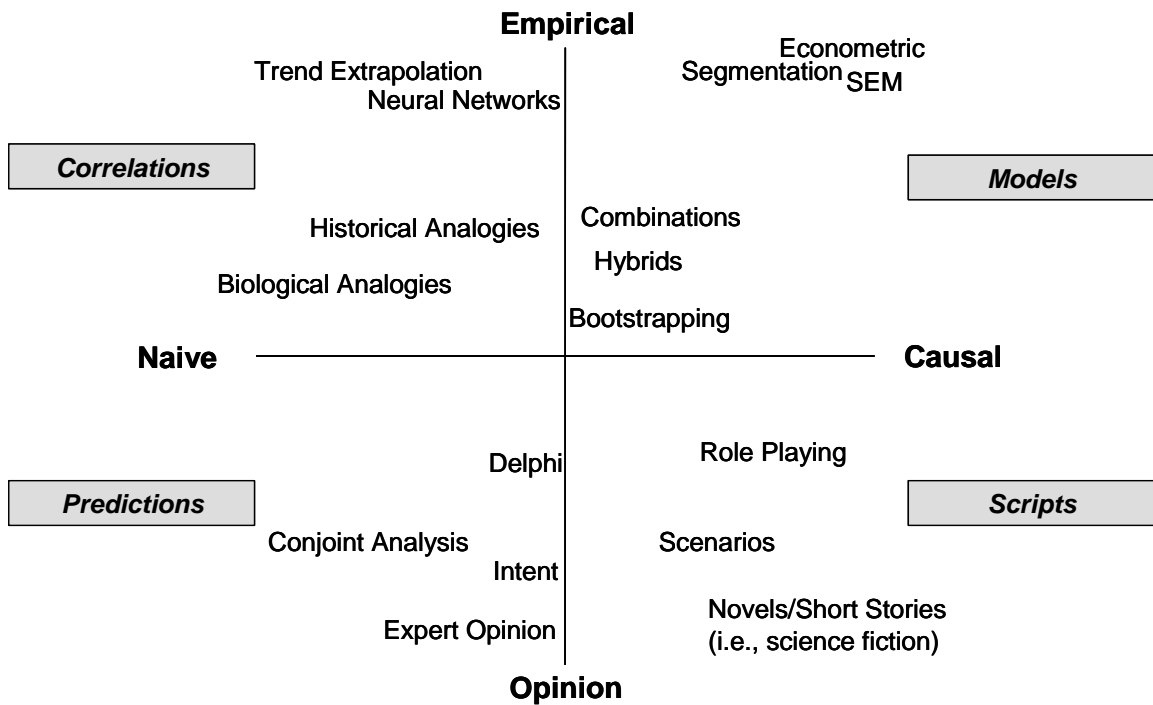 Empirical
Econometric
Trend Extrapolation
Segmentation
SEM
Neural Networks
Correlations
Models
Historical Analogies
Combinations
Hybrids
Biological Analogies
Bootstrapping
Naive
Causal
Delphi
Role Playing
Predictions
Scripts
Conjoint Analysis
Scenarios
Intent
Novels/Short Stories
(i.e., science fiction)
Expert Opinion
Opinion